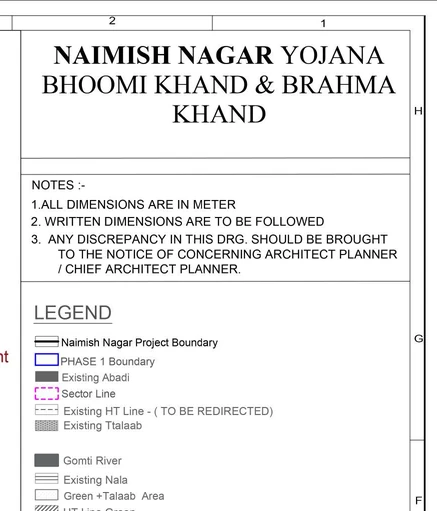 2 1
NAIMISH NAGAR YOJANA
BHOOMI KHAND & BRAHMA
KHAND
H
NOTES :-
1.ALL DIMENSIONS ARE IN METER
2. WRITTEN DIMENSIONS ARE TO BE FOLLOWED
3. ANY DISCREPANCY IN THIS DRG. SHOULD BE BROUGHT
TO THE NOTICE OF CONCERNING ARCHITECT PLANNER
/ CHIEF ARCHITECT PLANNER.
LEGEND
Naimish Nagar Project Boundary
G
nt
PHASE 1 Boundary
Existing Abadi
Sector Line
Existing HT Line - ( TO BE REDIRECTED)
Existing Ttalaab
Gomti River
Existing Nala
Green +Talaab Area
F
HT Line Green